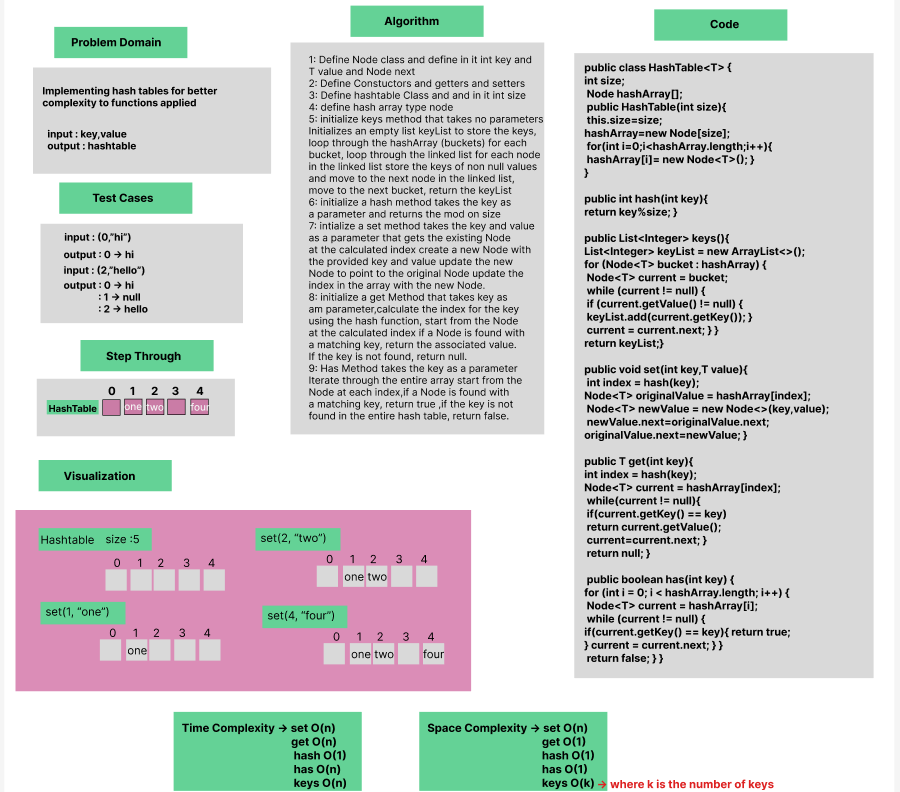 Problem Domain
Implementing hash tables for better
complexity to functions applied
input : key,value
output : hashtable
Test Cases
input : (0,"hi")
output : 0 → hi
input : (2,"hello")
output : 0 → hi
: 1 → null
: 2 → hello
Step Through
0 1 2 3 4
HashTable one two four
Algorithm
1: Define Node class and define in it int key and
T value and Node next
2: Define Constuctors and getters and setters
3: Define hashtable Class and and in it int size
4: define hash array type node
5: initialize keys method that takes no parameters
Initializes an empty list keyList to store the keys,
loop through the hashArray (buckets) for each
bucket, loop through the linked list for each node
in the linked list store the keys of non null values
and move to the next node in the linked list,
move to the next bucket, return the keyList
6: initialize a hash method takes the key as
a parameter and returns the mod on size
7: intialize a set method takes the key and value
as a parameter that gets the existing Node
at the calculated index create a new Node with
the provided key and value update the new
Node to point to the original Node update the
index in the array with the new Node.
8: initialize a get Method that takes key as
am parameter,calculate the index for the key
using the hash function, start from the Node
at the calculated index if a Node is found with
a matching key, return the associated value.
If the key is not found, return null.
9: Has Method takes the key as a parameter
Iterate through the entire array start from the
Node at each index,if a Node is found with
a matching key, return true ,if the key is not
found in the entire hash table, return false.
Code
public class HashTable<T> {
int size;
Node hashArray[];
public HashTable(int size){
this.size=size;
hashArray=new Node[size];
for(int i=0;i<hashArray.length;i++){
hashArray[i]= new Node<T>(); }
}
public int hash(int key){
return key%size; }
public List<Integer> keys(){
List<Integer> keyList = new ArrayList<>();
for (Node<T> bucket : hashArray) {
Node<T> current = bucket;
while (current != null) {
if (current.getValue() != null) {
keyList.add(current.getKey()); }
current = current.next; } }
return keyList;}
public void set(int key,T value){
int index = hash(key);
Node<T> originalValue = hashArray[index];
Node<T> newValue = new Node<>(key,value);
newValue.next=originalValue.next;
originalValue.next=newValue; }
public T get(int key){
int index = hash(key);
Node<T> current = hashArray[index];
while(current != null){
if(current.getKey() == key)
return current.getValue();
current=current.next; }
return null; }
public boolean has(int key) {
for (int i = 0; i < hashArray.length; i++) {
Node<T> current = hashArray[i];
while (current != null) {
if(current.getKey() == key){ return true;
} current = current.next; } }
return false; } }
Visualization
Hashtable size :5
0 1 2 3 4
set(1, "one")
0 1 2 3 4
one
set(2, "two")
0 1 2 3 4
one two
set(4, "four")
0 1 2 3 4
one two four
Time Complexity → set O(n)
get O(n)
hash O(1)
has O(n)
keys O(n)
Space Complexity → set O(n)
get O(1)
hash O(1)
has O(1)
keys O(k) → where k is the number of keys